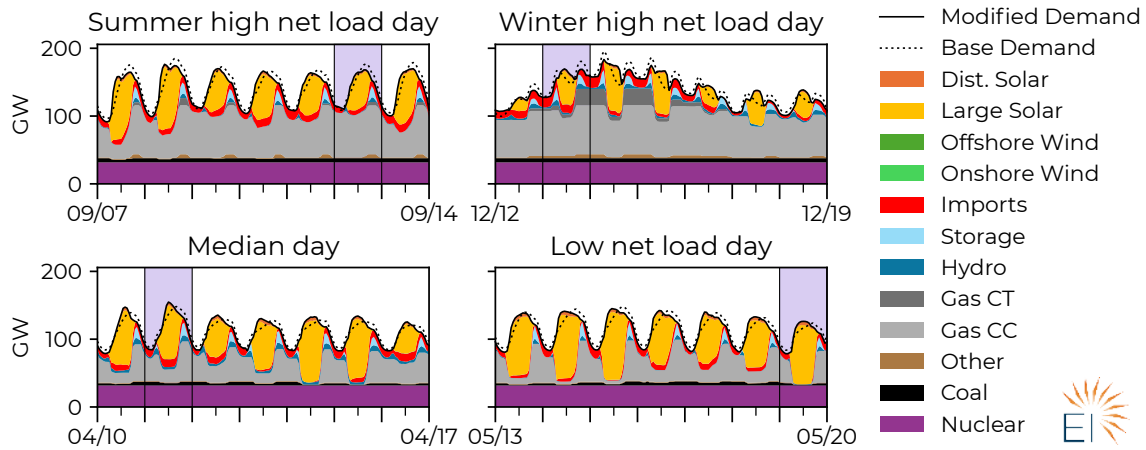 Summer high net load day
Winter high net load day
GW
200
100
0
09/07
09/14
12/12
12/19
Median day
Low net load day
GW
200
100
0
04/10
04/17
05/13
05/20
Modified Demand
Base Demand
Dist. Solar
Large Solar
Offshore Wind
Onshore Wind
Imports
Storage
Hydro
Gas CT
Gas CC
Other
Coal
Nuclear
EI